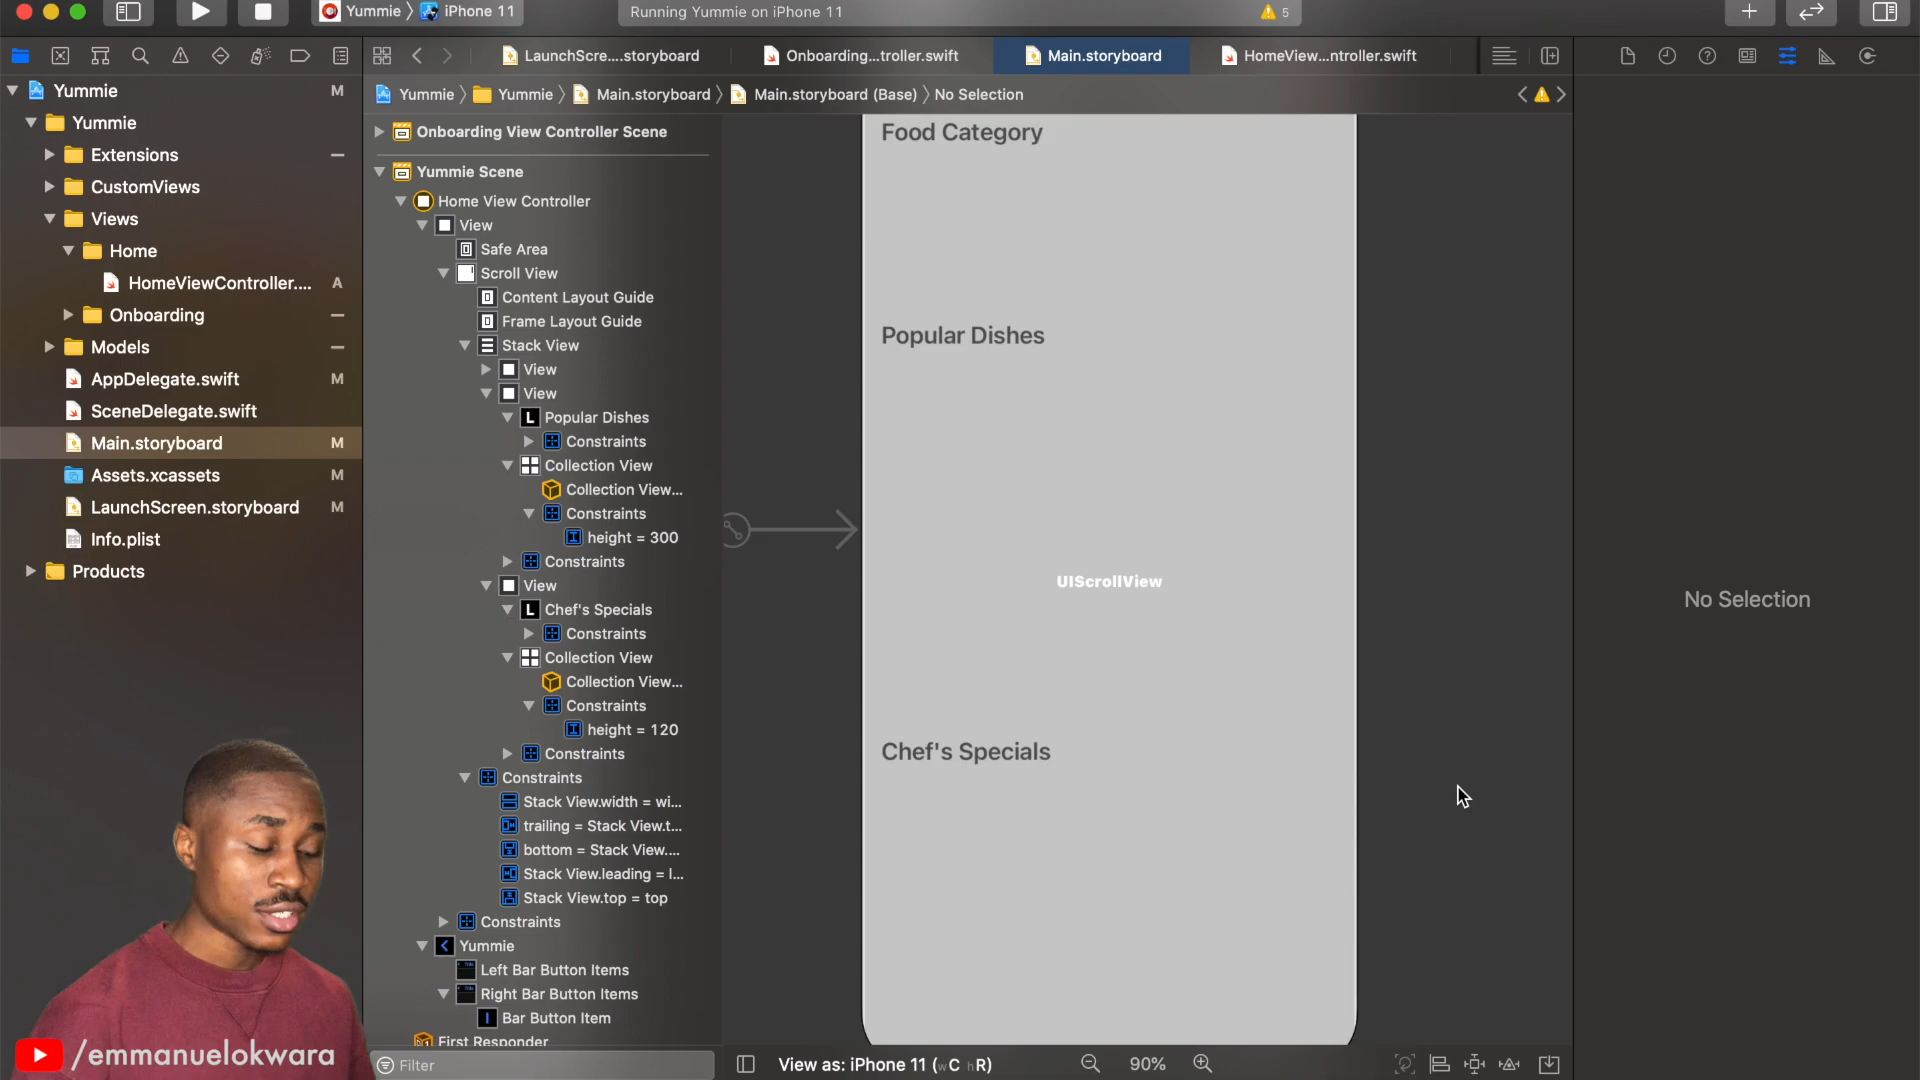 Yummie 〉 iPhone 11
Running Yummie on iPhone 11
5
LaunchScre....storyboard
Onboarding...troller.swift
Main.storyboard
HomeView...ntroller.swift
Yummie 〉 Yummie 〉 Main.storyboard 〉 Main.storyboard (Base) 〉 No Selection
Yummie M
Yummie
Extensions
CustomViews
Views
Home
HomeViewController.... A
Onboarding
Models
AppDelegate.swift M
SceneDelegate.swift
Main.storyboard M
Assets.xcassets M
LaunchScreen.storyboard M
Info.plist
Products
Onboarding View Controller Scene
Yummie Scene
Home View Controller
View
Safe Area
Scroll View
Content Layout Guide
Frame Layout Guide
Stack View
View
View
L Popular Dishes
Constraints
Collection View
Collection View...
Constraints
height = 300
Constraints
View
L Chef's Specials
Constraints
Collection View
Collection View...
Constraints
height = 120
Constraints
Constraints
Stack View.width = wi...
trailing = Stack View.t...
bottom = Stack View....
Stack View.leading = l...
Stack View.top = top
Constraints
Yummie
Left Bar Button Items
Right Bar Button Items
Bar Button Item
First Responder
Filter
Food Category
Popular Dishes
UIScrollView
Chef's Specials
View as: iPhone 11 (wC hR)
90%
No Selection
/emmanuelokwara